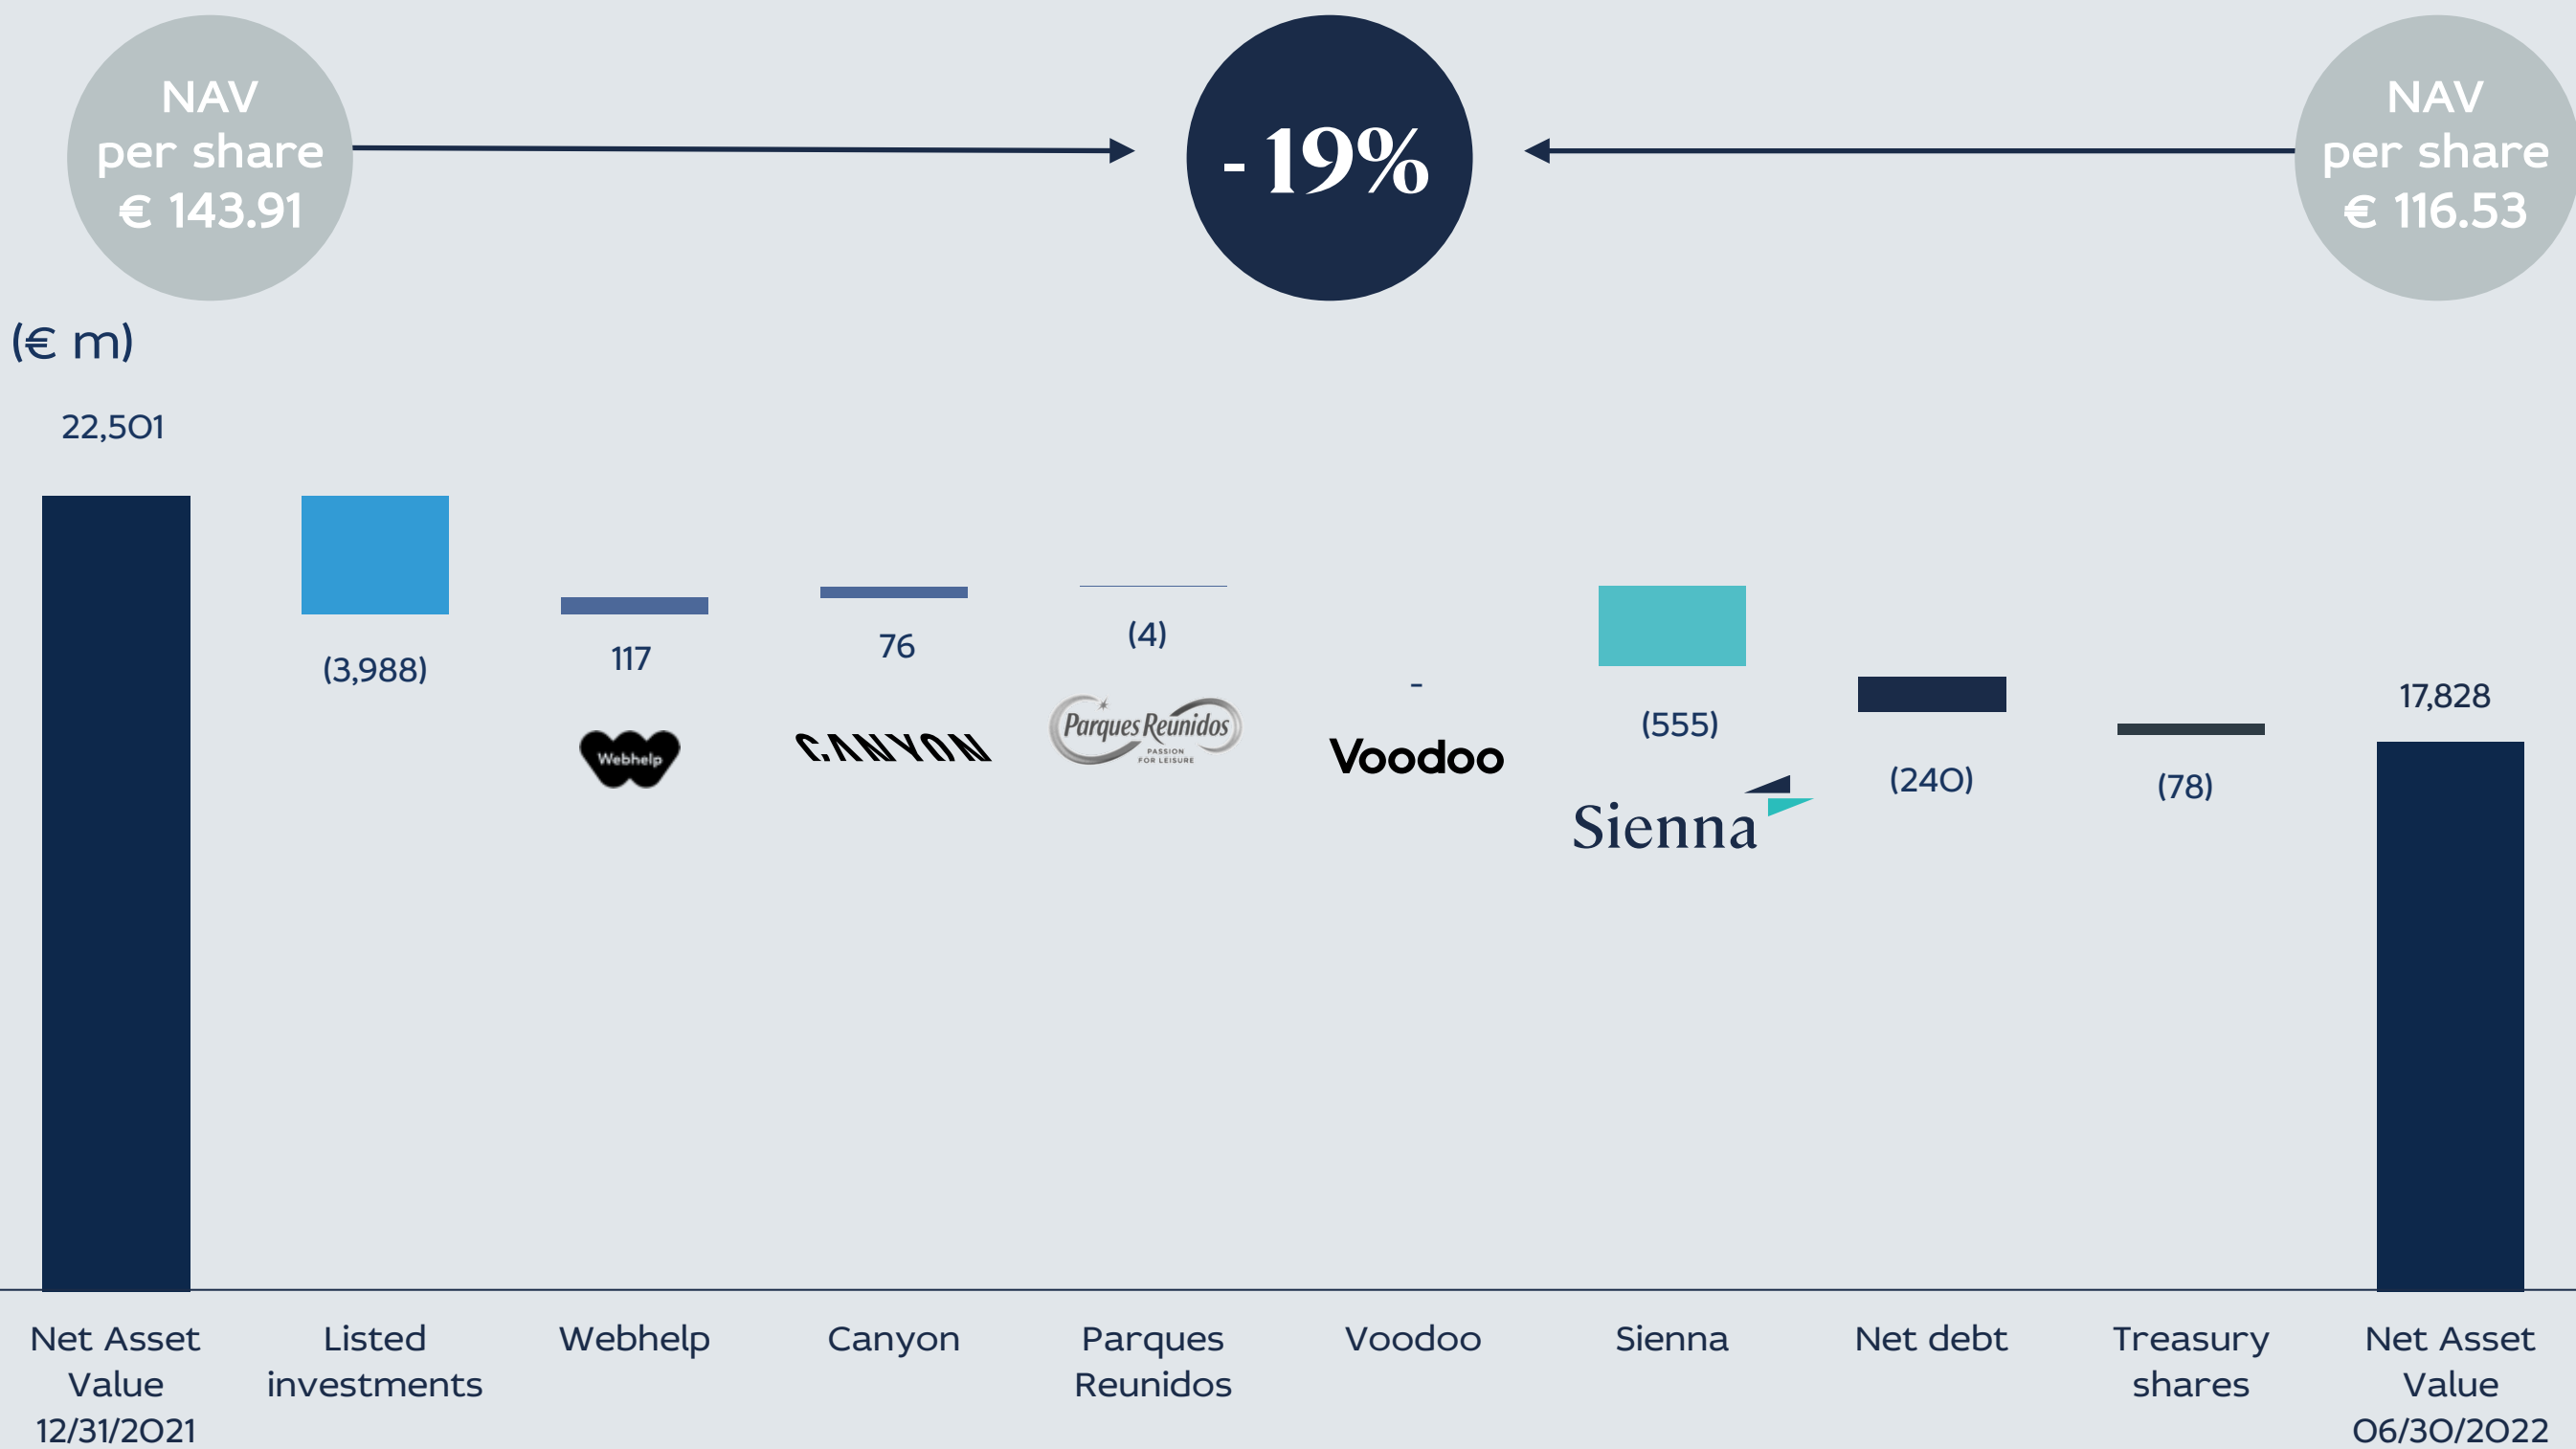 NAV
per share
€ 143.91
- 19%
NAV
per share
€ 116.53
(€ m)
22,501
(3,988)
117
76
(4)
-
(555)
(240)
(78)
17,828
Webhelp
CANYON
Parques Reunidos
PASSION
FOR LEISURE
Voodoo
Sienna
Net Asset
Value
12/31/2021
Listed
investments
Webhelp
Canyon
Parques
Reunidos
Voodoo
Sienna
Net debt
Treasury
shares
Net Asset
Value
06/30/2022